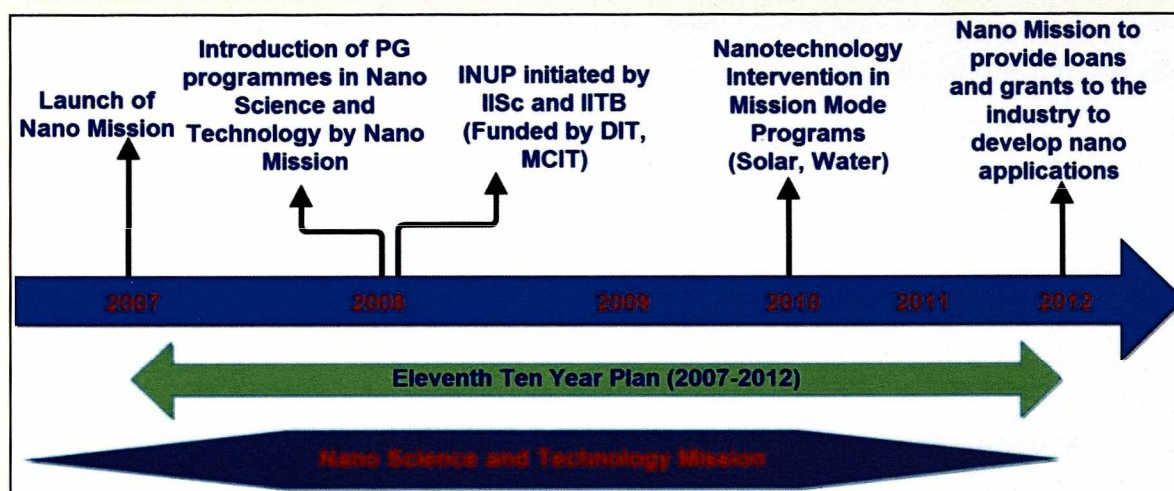 Launch of
Nano Mission
Introduction of PG
programmes in Nano
Science and
Technology by Nano
Mission
INUP initiated by
IISc and IITB
(Funded by DIT,
MCIT)
Nanotechnology
Intervention in
Mission Mode
Programs
(Solar, Water)
Nano Mission to
provide loans
and grants to the
industry to
develop nano
applications
2007
2008
2009
2010
2011
2012
Eleventh Ten Year Plan (2007-2012)
Nano Science and Technology Mission